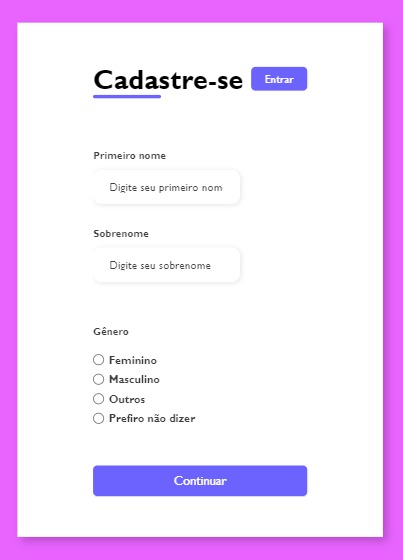 Cadastre-se
Entrar
Primeiro nome
Digite seu primeiro nom
Sobrenome
Digite seu sobrenome
Gênero
Feminino
Masculino
Outros
Prefiro não dizer
Continuar